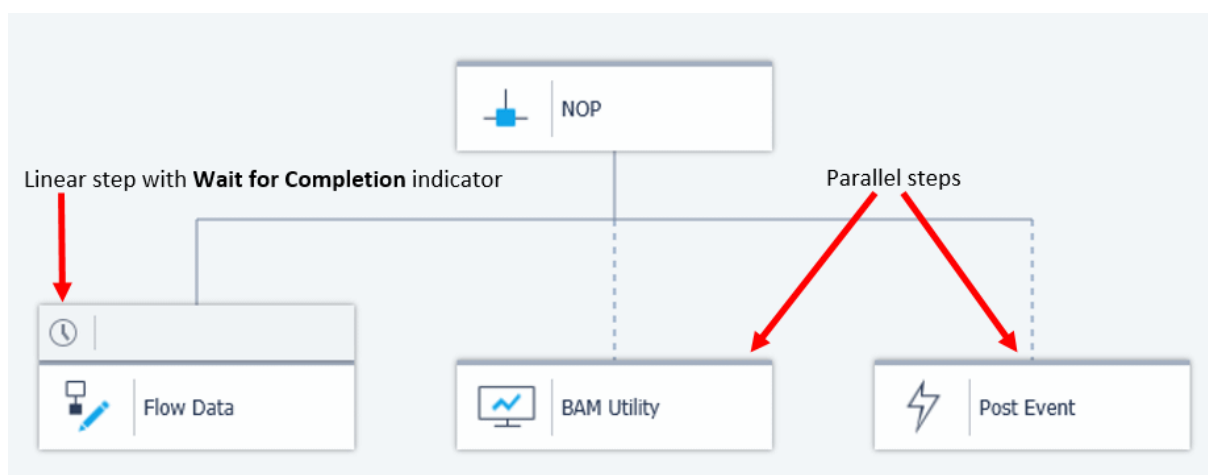 NOP
Linear step with Wait for Completion indicator
Parallel steps
Flow Data
BAM Utility
Post Event